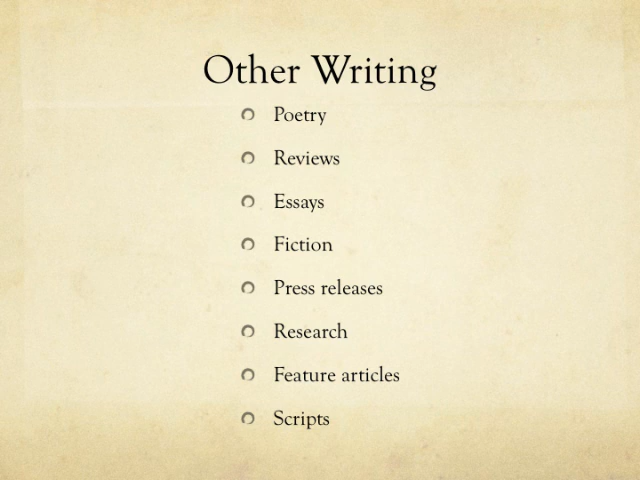 Other Writing
Poetry
Reviews
Essays
Fiction
Press releases
Research
Feature articles
Scripts